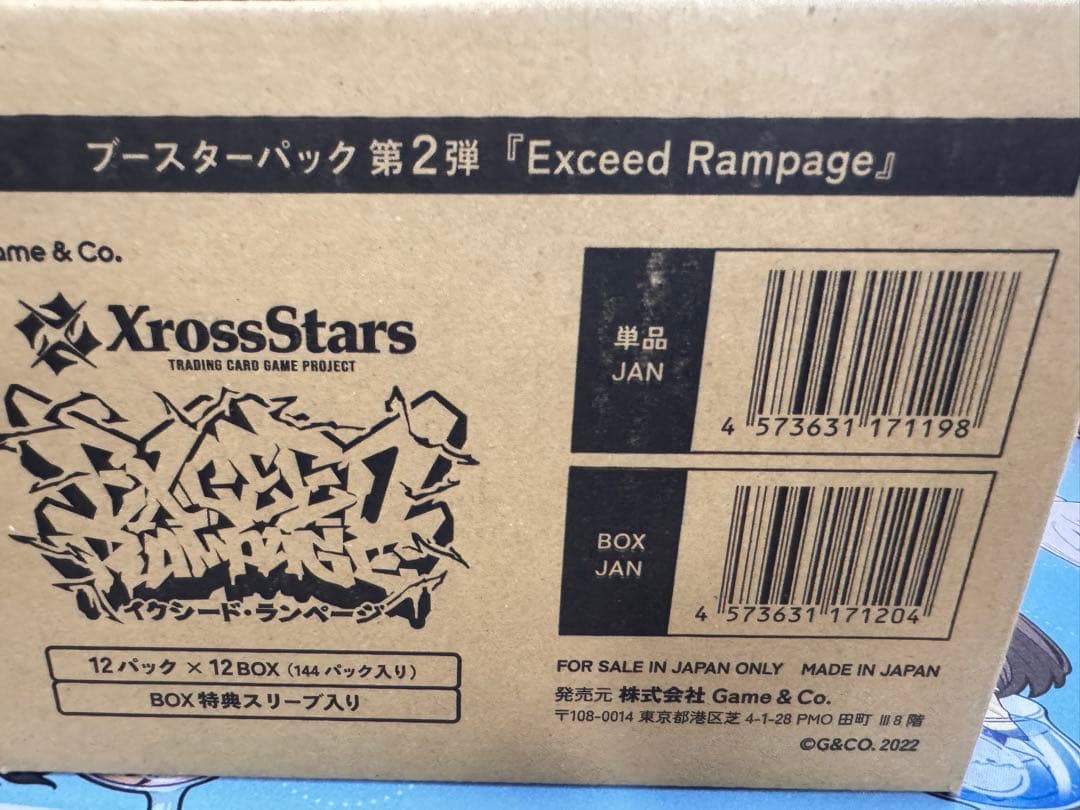 ブースターパック 第2弾『Exceed Rampage』
ame & Co.
XrossStars
TRADING CARD GAME PROJECT
EXCEED
RAMPAGE
イクシード・ランページ
12パック × 12BOX（144パック入り）
BOX特典スリーブ入り
単品
JAN
4 573631 171198
BOX
JAN
4 573631 171204
FOR SALE IN JAPAN ONLY MADE IN JAPAN
発売元 株式会社 Game & Co.
〒108-0014 東京都港区芝 4-1-28 PMO 田町 Ⅲ 8 階
©G&CO. 2022